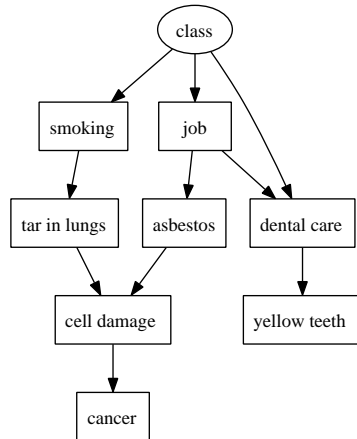 class
smoking
job
tar in lungs
asbestos
dental care
cell damage
yellow teeth
cancer